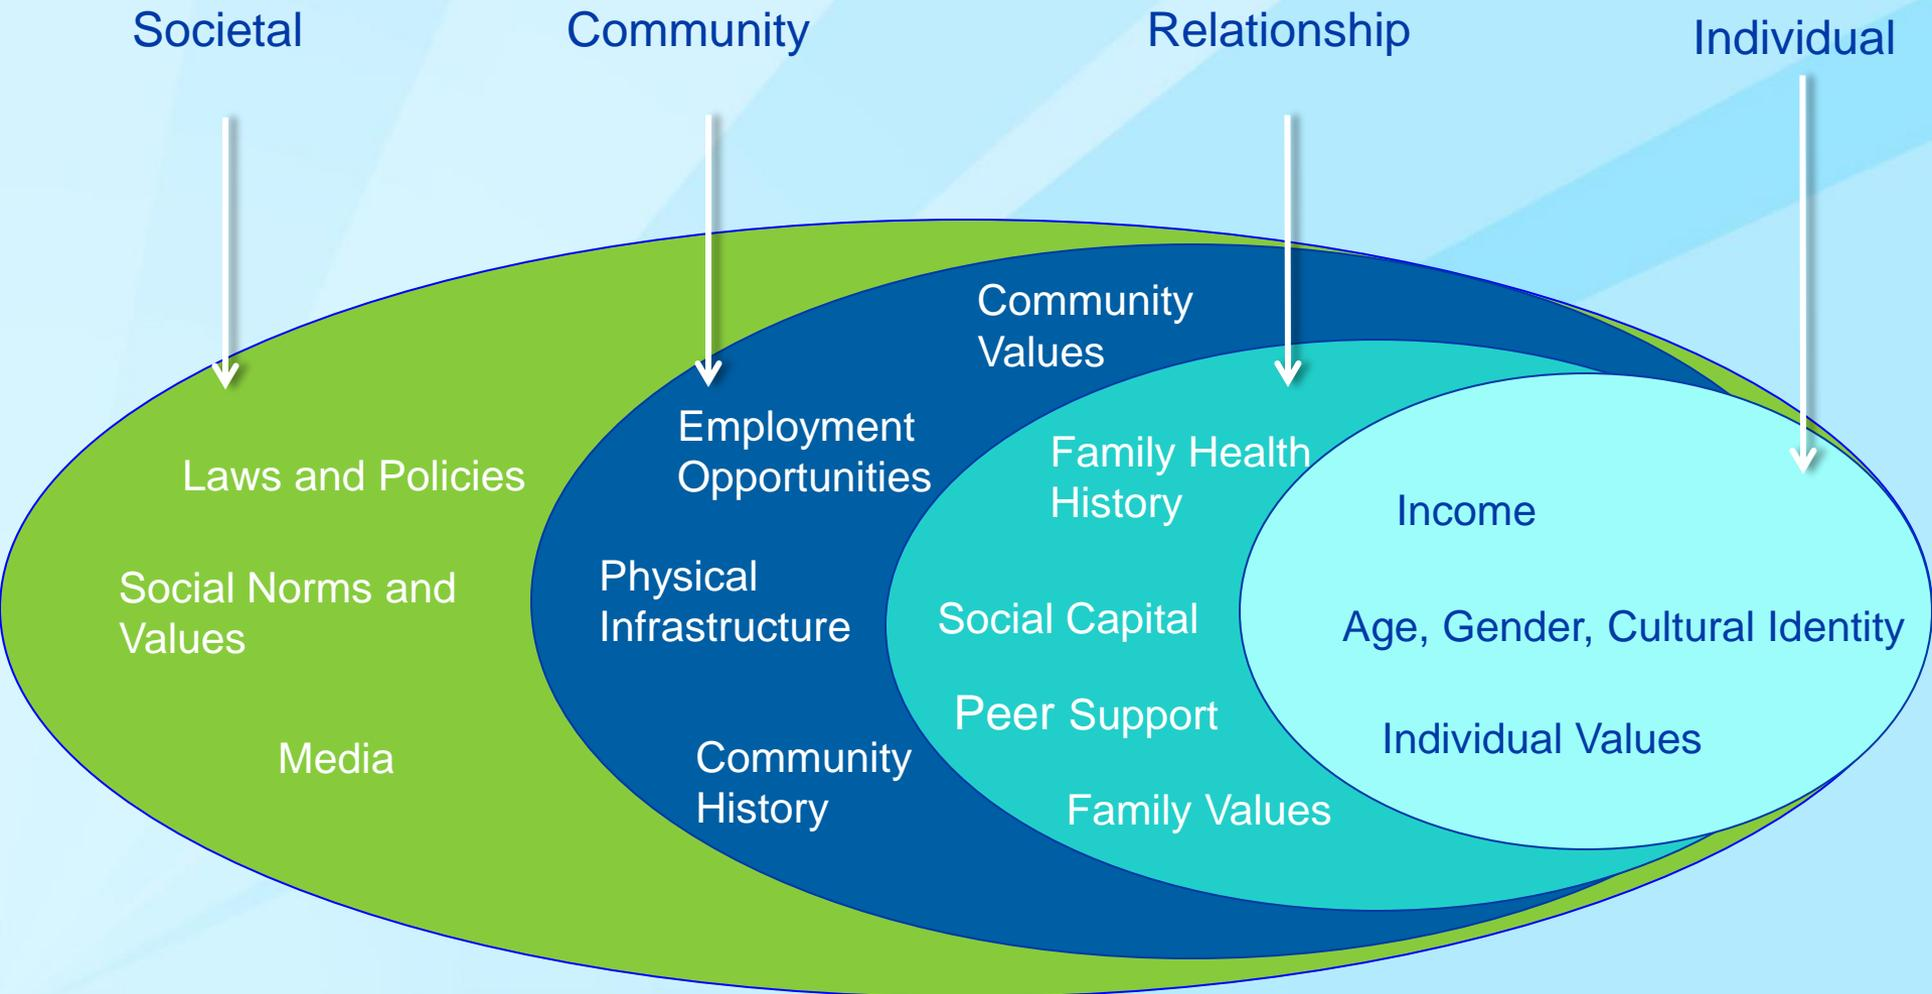 Societal
Community
Relationship
Individual
Laws and Policies
Social Norms and
Values
Media
Community
Values
Employment
Opportunities
Physical
Infrastructure
Community
History
Family Health
History
Social Capital
Peer Support
Family Values
Income
Age, Gender, Cultural Identity
Individual Values